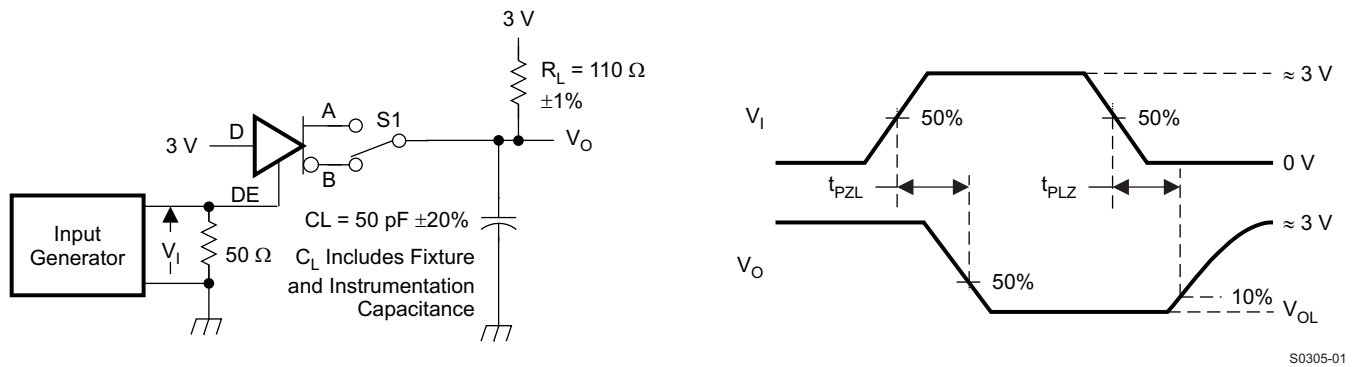 3 V
R_L = 110 Ω
±1%
A
S1
D
3 V
V_O
B
DE
Input
Generator
V_I
50 Ω
CL = 50 pF ±20%
C_L Includes Fixture
and Instrumentation
Capacitance
≈ 3 V
V_I
50%
50%
0 V
t_PZL
t_PLZ
≈ 3 V
V_O
50%
10%
V_OL
S0305-01